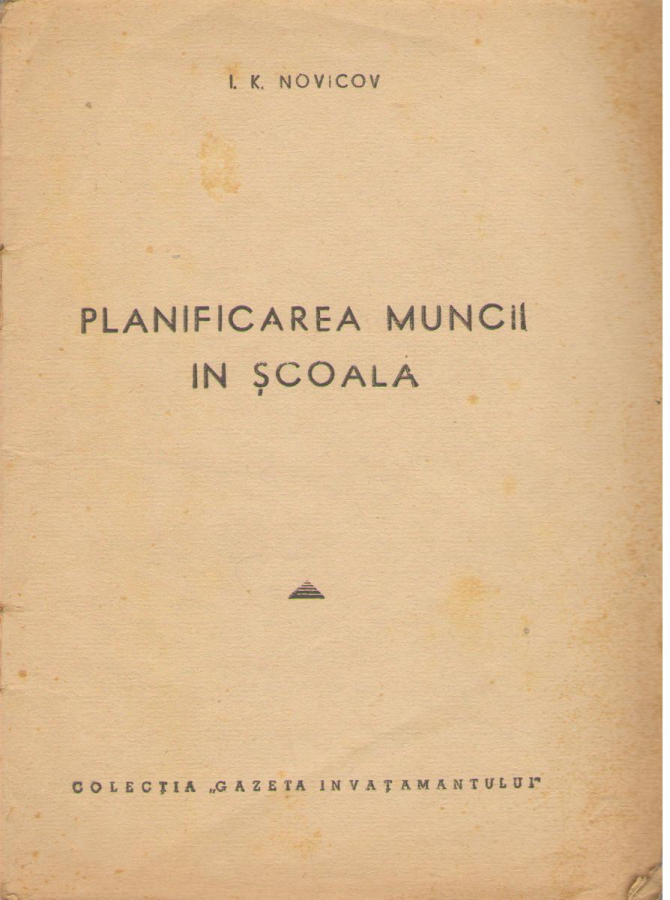 I. K. NOVICOV
PLANIFICAREA MUNCII
IN ȘCOALA
COLECȚIA „GAZETA INVAȚAMANTULUI”